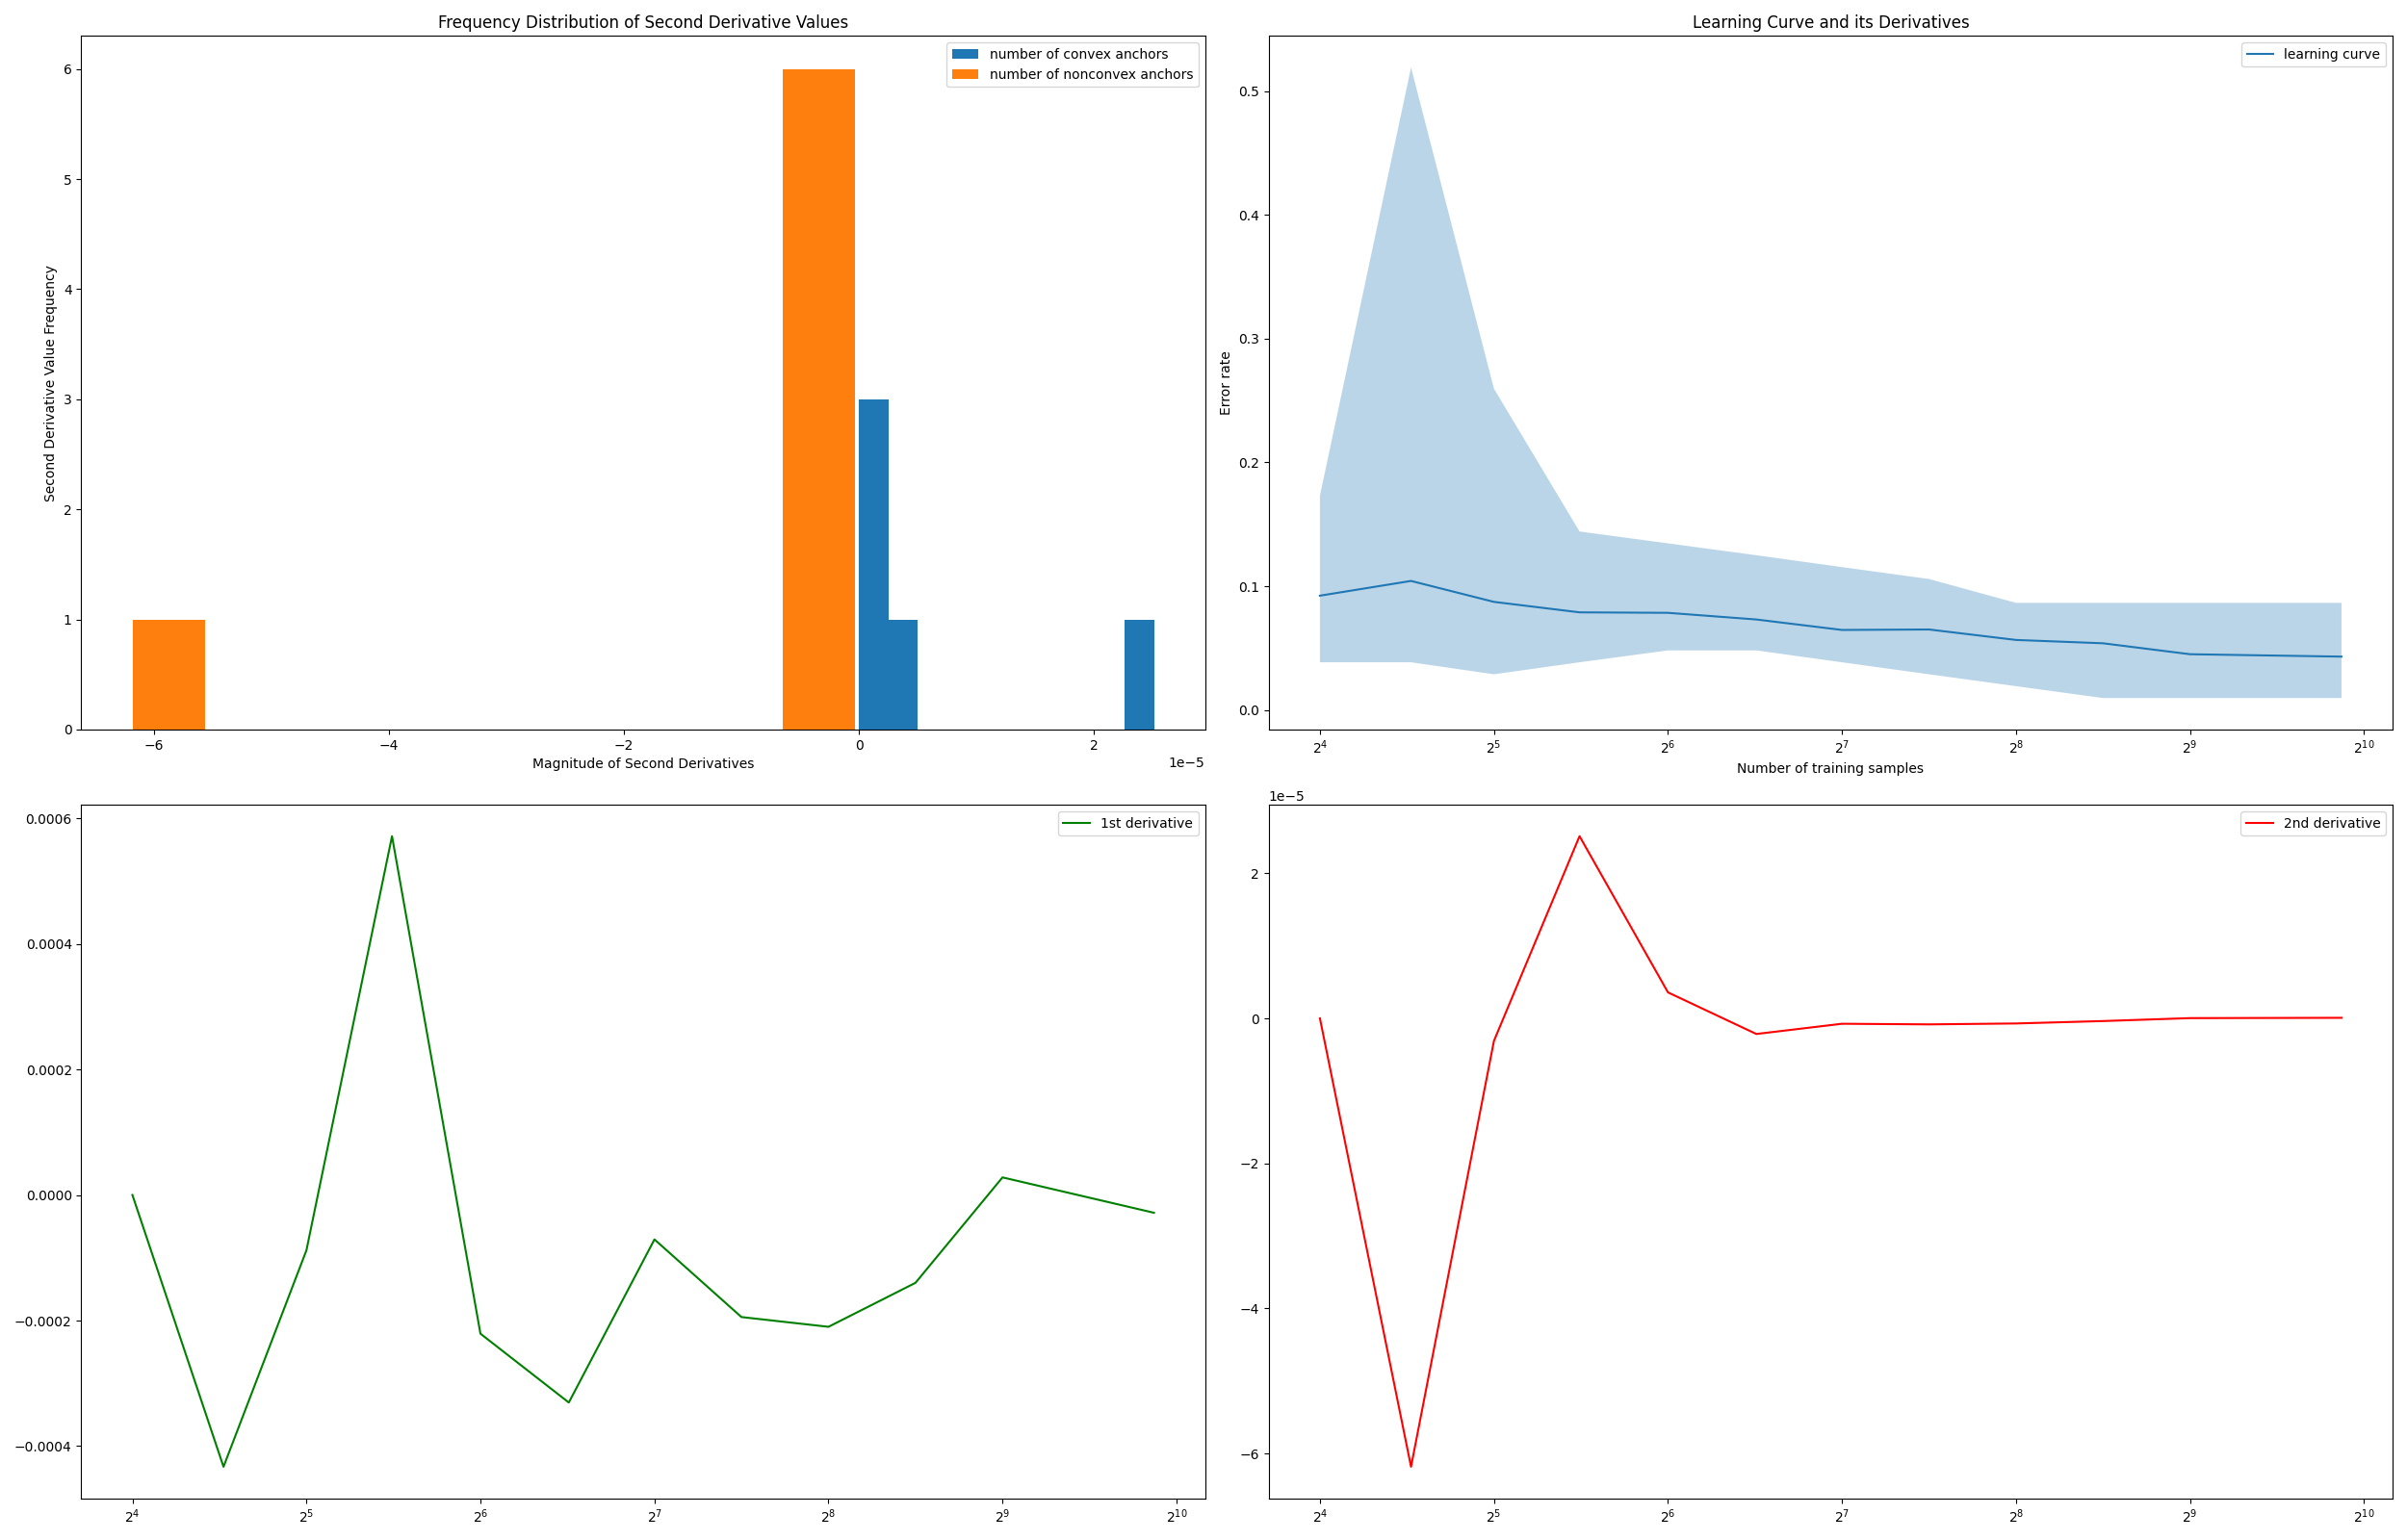 Frequency Distribution of Second Derivative Values
number of convex anchors
number of nonconvex anchors
Second Derivative Value Frequency
6
5
4
3
2
1
0
−6 −4 −2 0 2
1e−5
Magnitude of Second Derivatives
Learning Curve and its Derivatives
learning curve
Error rate
0.5
0.4
0.3
0.2
0.1
0.0
2^4 2^5 2^6 2^7 2^8 2^9 2^10
Number of training samples
1st derivative
0.0006
0.0004
0.0002
0.0000
−0.0002
−0.0004
2^4 2^5 2^6 2^7 2^8 2^9 2^10
1e−5
2nd derivative
2
0
−2
−4
−6
2^4 2^5 2^6 2^7 2^8 2^9 2^10